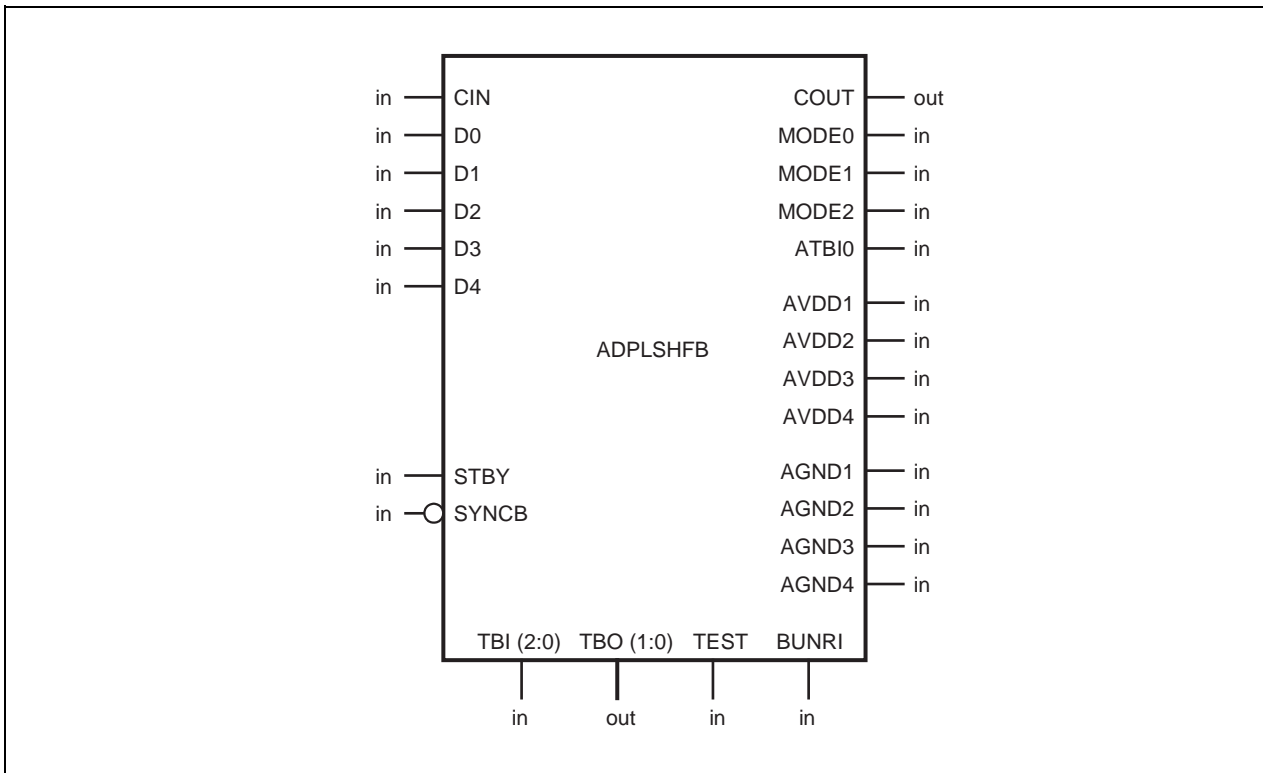 in CIN COUT out
in D0 MODE0 in
in D1 MODE1 in
in D2 MODE2 in
in D3 ATBI0 in
in D4
AVDD1 in
ADPLSHFB AVDD2 in
AVDD3 in
AVDD4 in
in STBY AGND1 in
in SYNCB AGND2 in
AGND3 in
AGND4 in
TBI (2:0) TBO (1:0) TEST BUNRI
in out in in